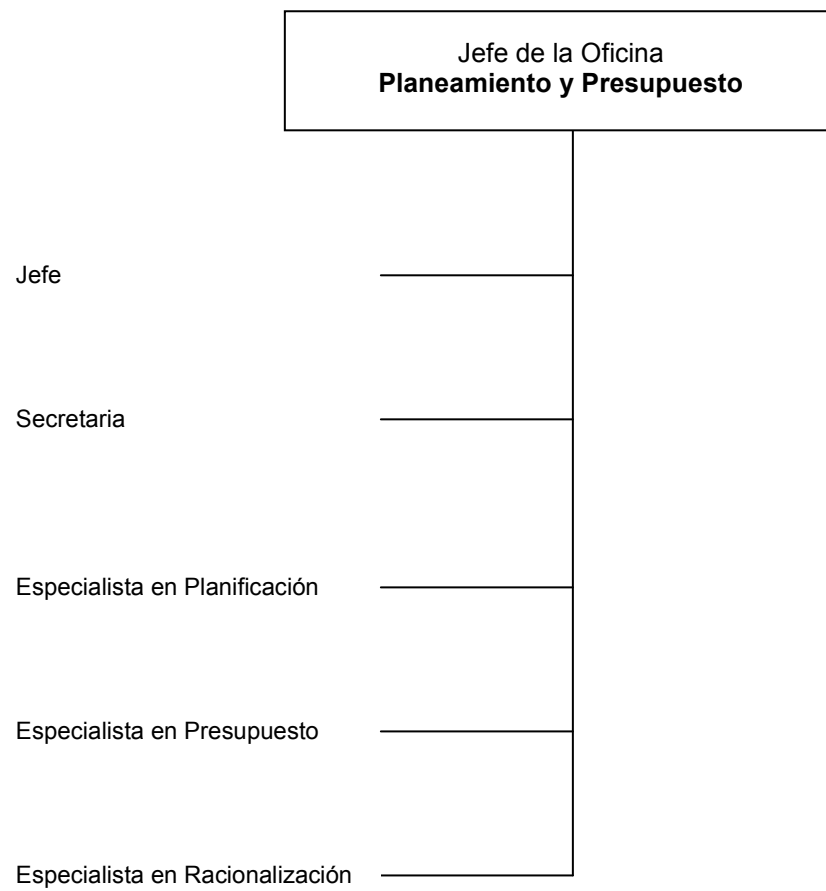 Jefe de la Oficina
Planeamiento y Presupuesto
Jefe
Secretaria
Especialista en Planificación
Especialista en Presupuesto
Especialista en Racionalización